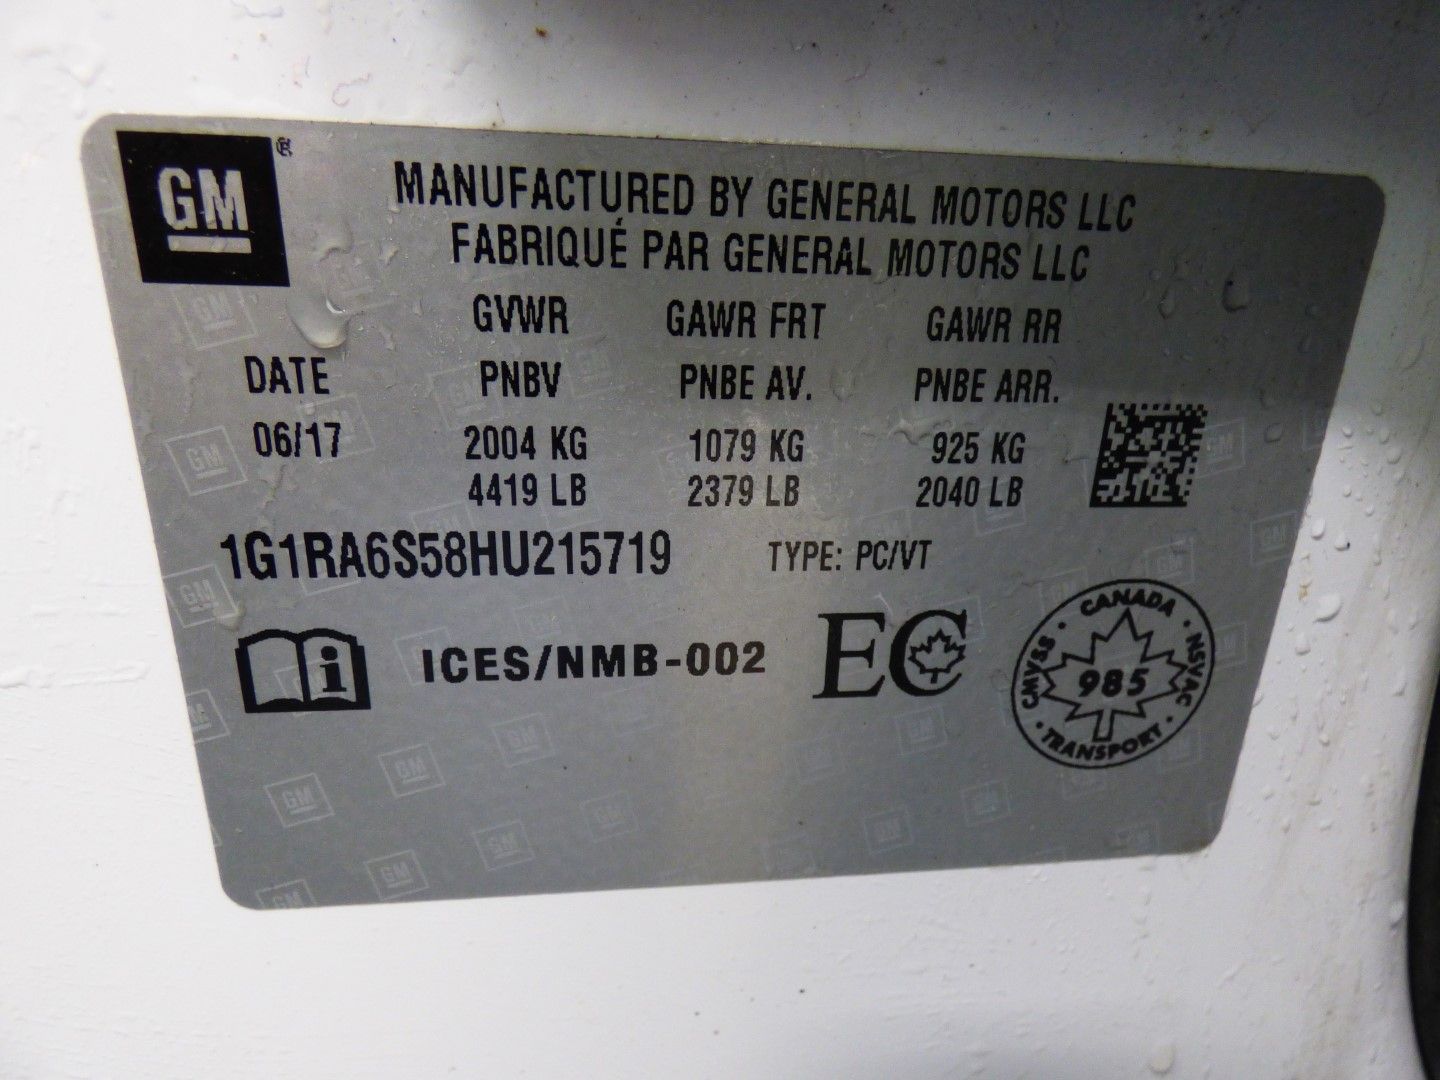 GM
MANUFACTURED BY GENERAL MOTORS LLC
FABRIQUÉ PAR GENERAL MOTORS LLC
GVWR GAWR FRT GAWR RR
DATE PNBV PNBE AV. PNBE ARR.
06/17 2004 KG 1079 KG 925 KG
4419 LB 2379 LB 2040 LB
1G1RA6S58HU215719 TYPE: PC/VT
i ICES/NMB-002 EC
CANADA
CMVSS · 985 · NSVAC
TRANSPORT